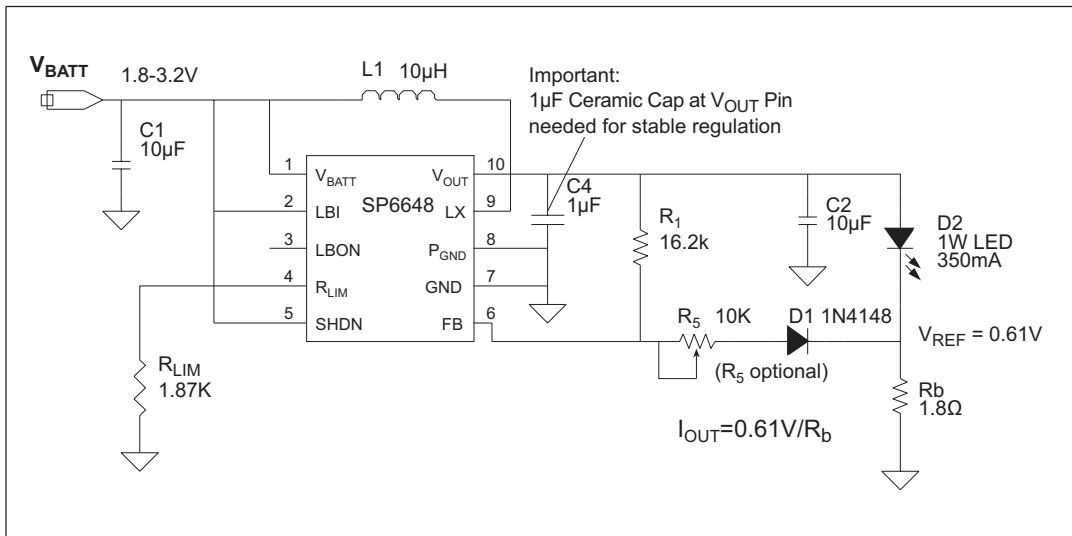 V_BATT 1.8-3.2V
L1 10µH
Important:
1µF Ceramic Cap at V_OUT Pin
needed for stable regulation
C1
10µF
1 V_BATT V_OUT 10
SP6648
2 LBI LX 9
3 LBON P_GND 8
4 R_LIM GND 7
5 SHDN FB 6
C4
1µF
R_1
16.2k
C2
10µF
D2
1W LED
350mA
R_5 10K
D1 1N4148
(R_5 optional)
V_REF = 0.61V
R_LIM
1.87K
Rb
1.8Ω
I_OUT=0.61V/R_b